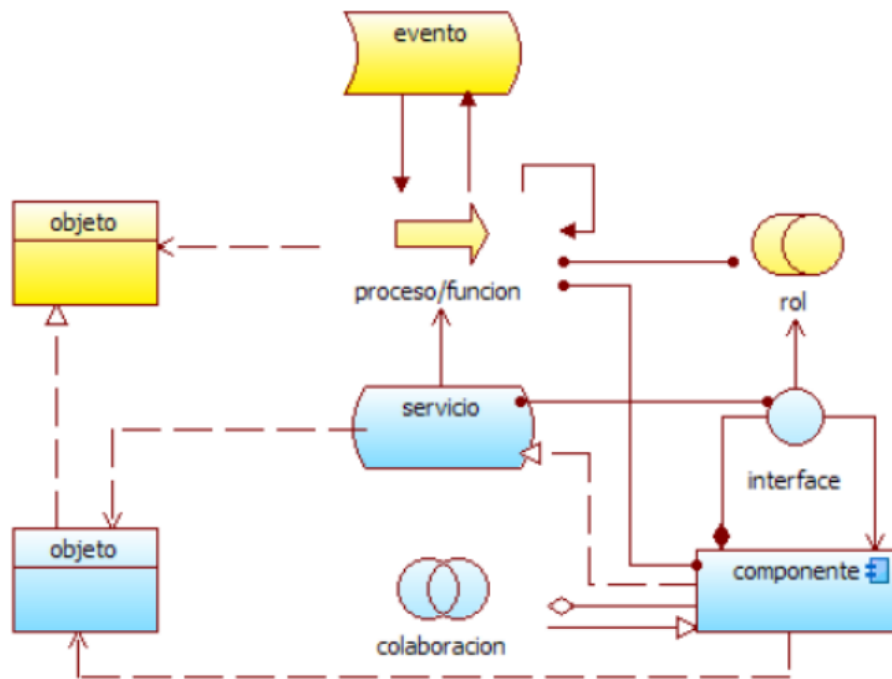 evento
objeto
proceso/funcion
rol
servicio
interface
objeto
componente
colaboracion